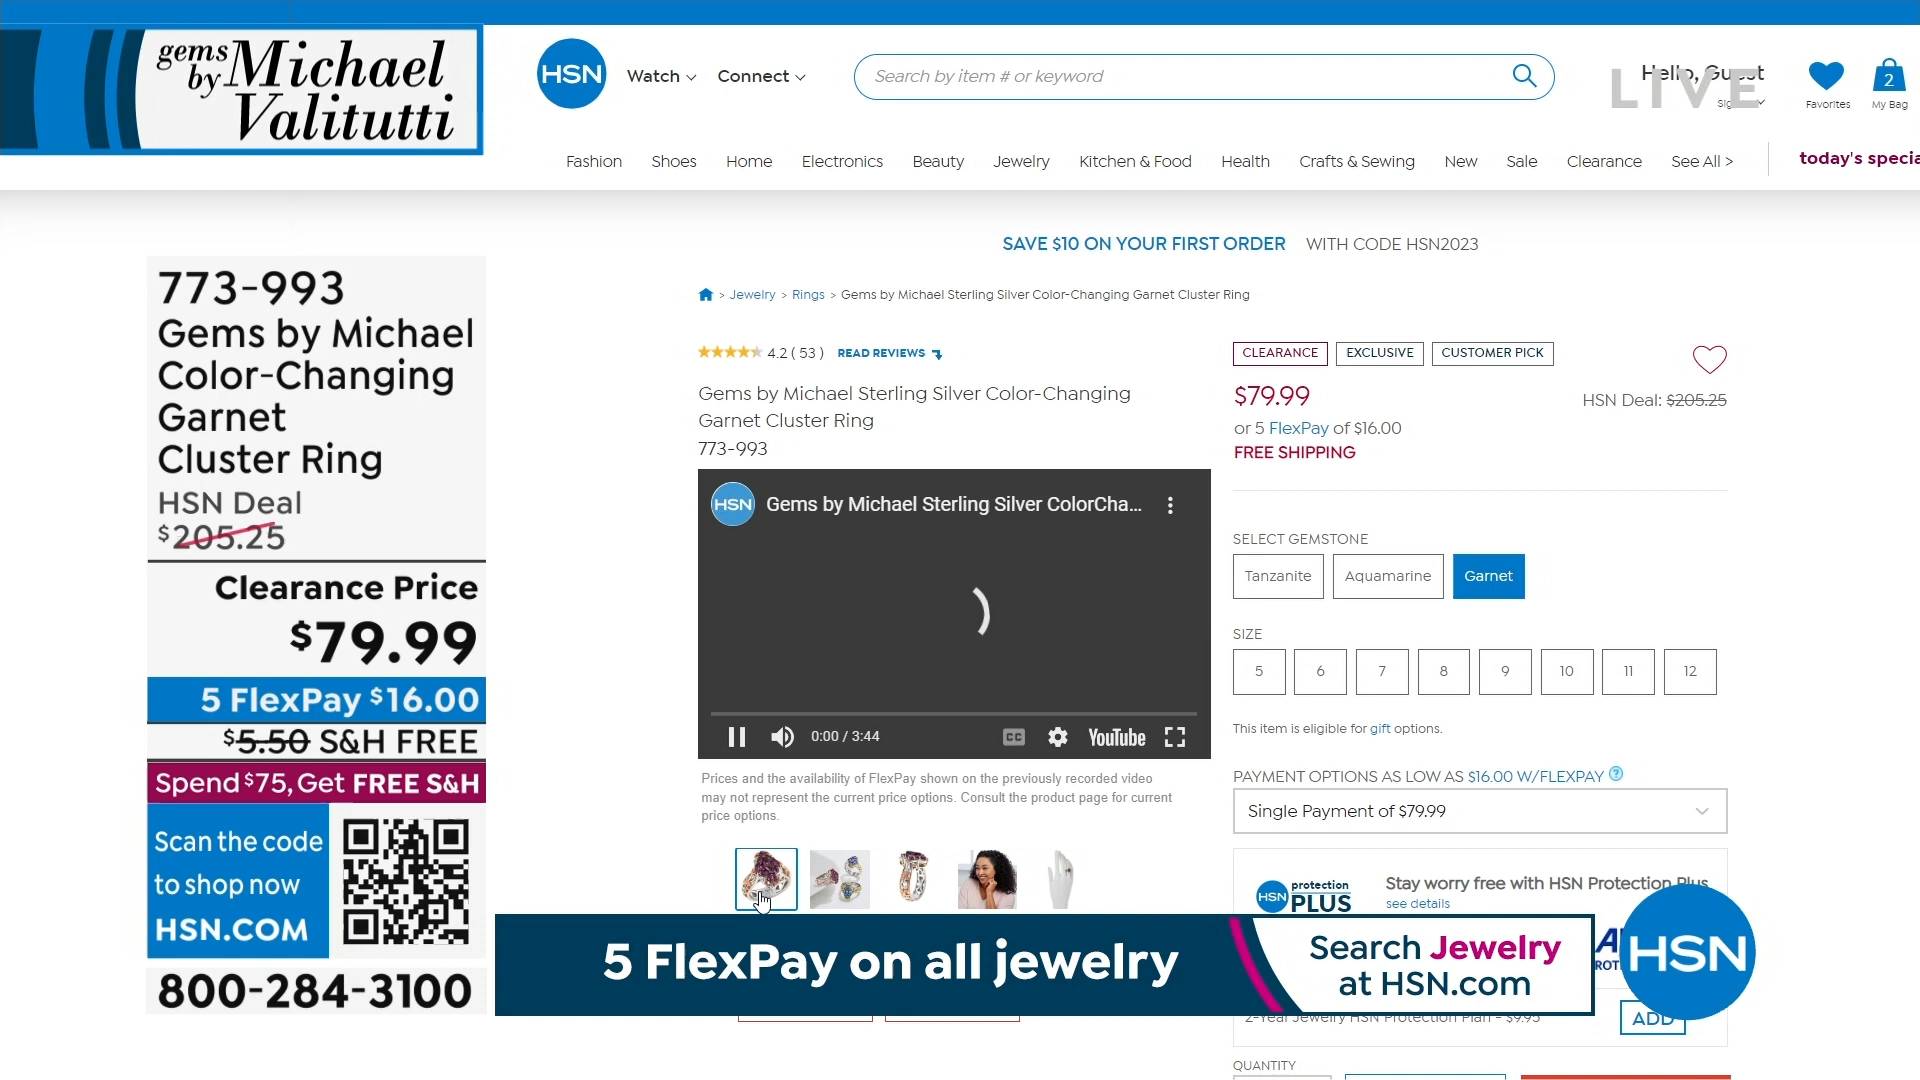 gems by Michael Valitutti
HSN
Watch
Connect
Search by item # or keyword
Hello, Guest
LIVE
Favorites
2
My Bag
Fashion
Shoes
Home
Electronics
Beauty
Jewelry
Kitchen & Food
Health
Crafts & Sewing
New
Sale
Clearance
See All >
today's specia
SAVE $10 ON YOUR FIRST ORDER WITH CODE HSN2023
773-993
Gems by Michael
Color-Changing
Garnet
Cluster Ring
HSN Deal
$205.25
Clearance Price
$79.99
5 FlexPay $16.00
$5.50 S&H FREE
Spend $75, Get FREE S&H
Scan the code
to shop now
HSN.COM
800-284-3100
> Jewelry > Rings > Gems by Michael Sterling Silver Color-Changing Garnet Cluster Ring
4.2 ( 53 ) READ REVIEWS
Gems by Michael Sterling Silver Color-Changing
Garnet Cluster Ring
773-993
HSN
Gems by Michael Sterling Silver ColorCha...
0:00 / 3:44
CC
YouTube
Prices and the availability of FlexPay shown on the previously recorded video
may not represent the current price options. Consult the product page for current
price options.
CLEARANCE
EXCLUSIVE
CUSTOMER PICK
$79.99
HSN Deal: $205.25
or 5 FlexPay of $16.00
FREE SHIPPING
SELECT GEMSTONE
Tanzanite
Aquamarine
Garnet
SIZE
5
6
7
8
9
10
11
12
This item is eligible for gift options.
PAYMENT OPTIONS AS LOW AS $16.00 W/FLEXPAY ?
Single Payment of $79.99
HSN protection PLUS
Stay worry free with HSN Protection Plus
see details
5 FlexPay on all jewelry
Search Jewelry
at HSN.com
HSN
2-Year Jewelry HSN Protection Plan - $9.95
ADD
QUANTITY